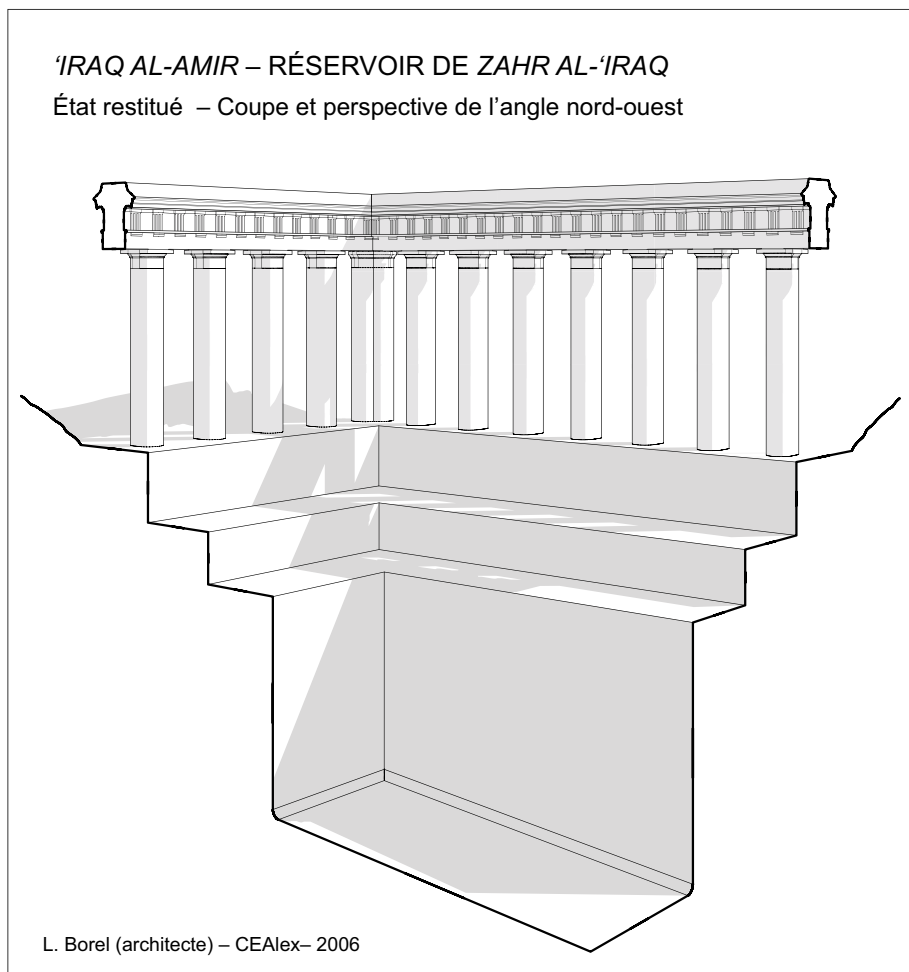 ‘IRAQ AL-AMIR – RÉSERVOIR DE ZAHR AL-‘IRAQ
État restitué – Coupe et perspective de l’angle nord-ouest
L. Borel (architecte) – CEAlex– 2006